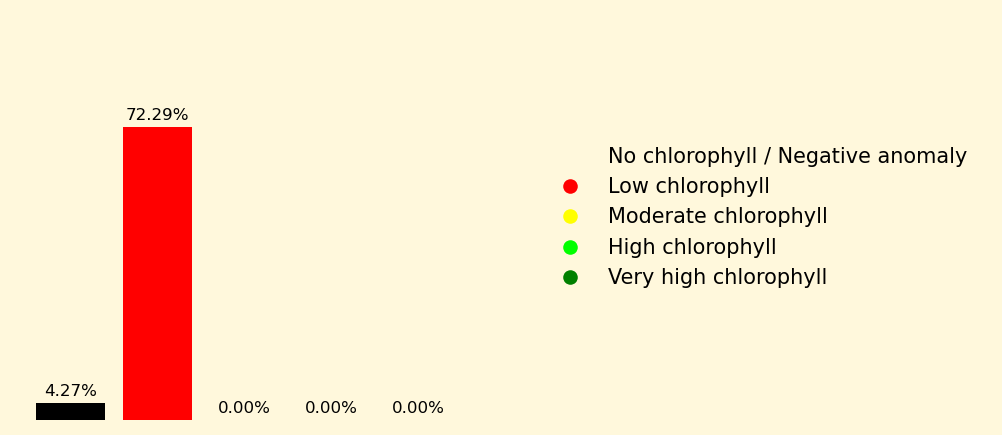 72.29%
4.27%
0.00%
0.00%
0.00%
No chlorophyll / Negative anomaly
Low chlorophyll
Moderate chlorophyll
High chlorophyll
Very high chlorophyll